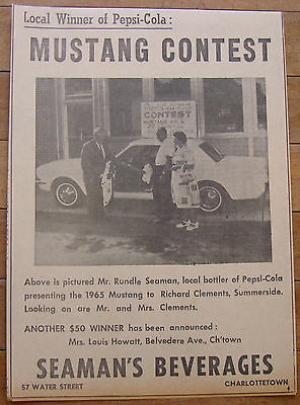 Local Winner of Pepsi-Cola :
MUSTANG CONTEST
CONTEST
Above is pictured Mr. Rundle Seaman, local bottler of Pepsi-Cola
presenting the 1965 Mustang to Richard Clements, Summerside.
Looking on are Mr. and Mrs. Clements.
ANOTHER $50 WINNER has been announced :
Mrs. Louis Howatt, Belvedere Ave., Ch'town
SEAMAN'S BEVERAGES
57 WATER STREET
CHARLOTTETOWN